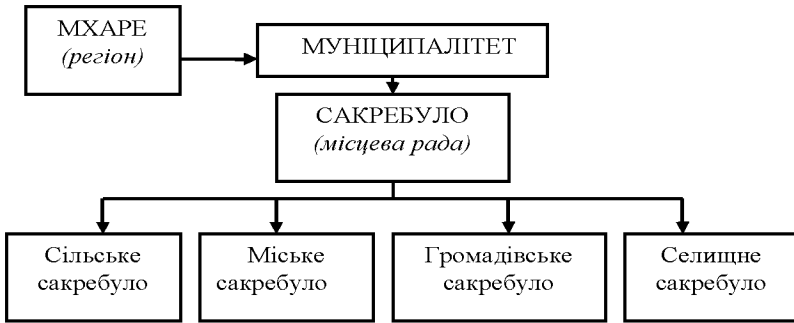 МХАРЕ
(регіон)
МУНІЦИПАЛІТЕТ
САКРЕБУЛО
(місцева рада)
Сільське
сакребуло
Міське
сакребуло
Громадівське
сакребуло
Селищне
сакребуло